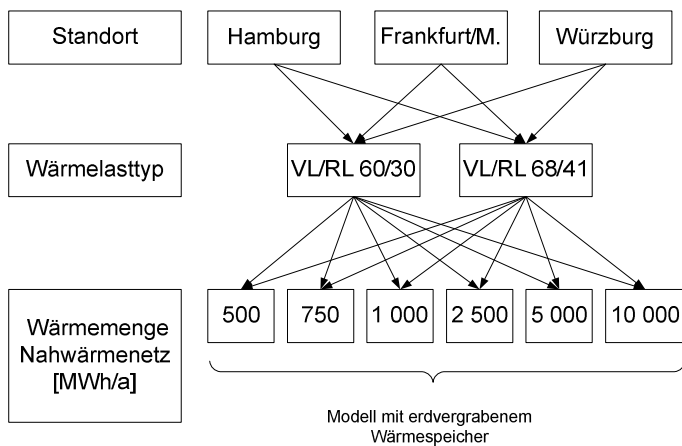 Standort
Hamburg
Frankfurt/M.
Würzburg
Wärmelasttyp
VL/RL 60/30
VL/RL 68/41
Wärmemenge
Nahwärmenetz
[MWh/a]
500
750
1 000
2 500
5 000
10 000
Modell mit erdvergrabenem
Wärmespeicher